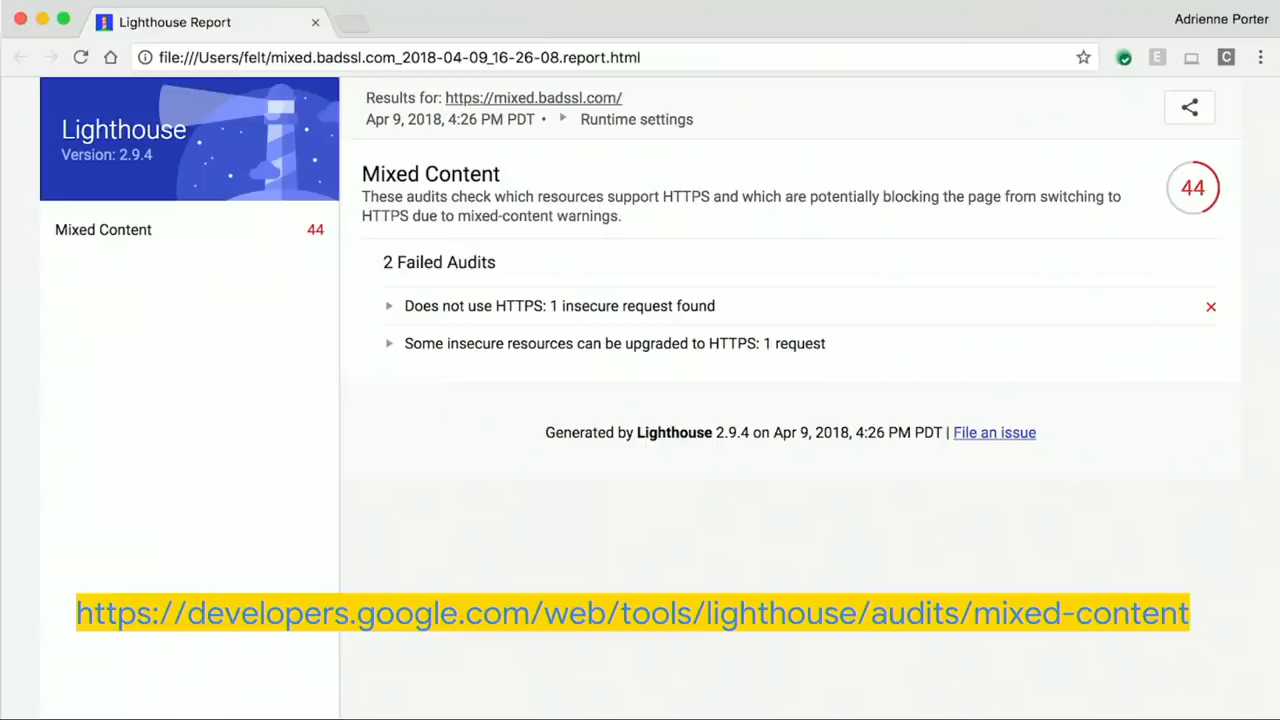 Lighthouse Report
Adrienne Porter
file:///Users/felt/mixed.badssl.com_2018-04-09_16-26-08.report.html
E
C
Lighthouse
Version: 2.9.4
Mixed Content 44
Results for: https://mixed.badssl.com/
Apr 9, 2018, 4:26 PM PDT • Runtime settings
Mixed Content
44
These audits check which resources support HTTPS and which are potentially blocking the page from switching to
HTTPS due to mixed-content warnings.
2 Failed Audits
Does not use HTTPS: 1 insecure request found
Some insecure resources can be upgraded to HTTPS: 1 request
Generated by Lighthouse 2.9.4 on Apr 9, 2018, 4:26 PM PDT | File an issue
https://developers.google.com/web/tools/lighthouse/audits/mixed-content